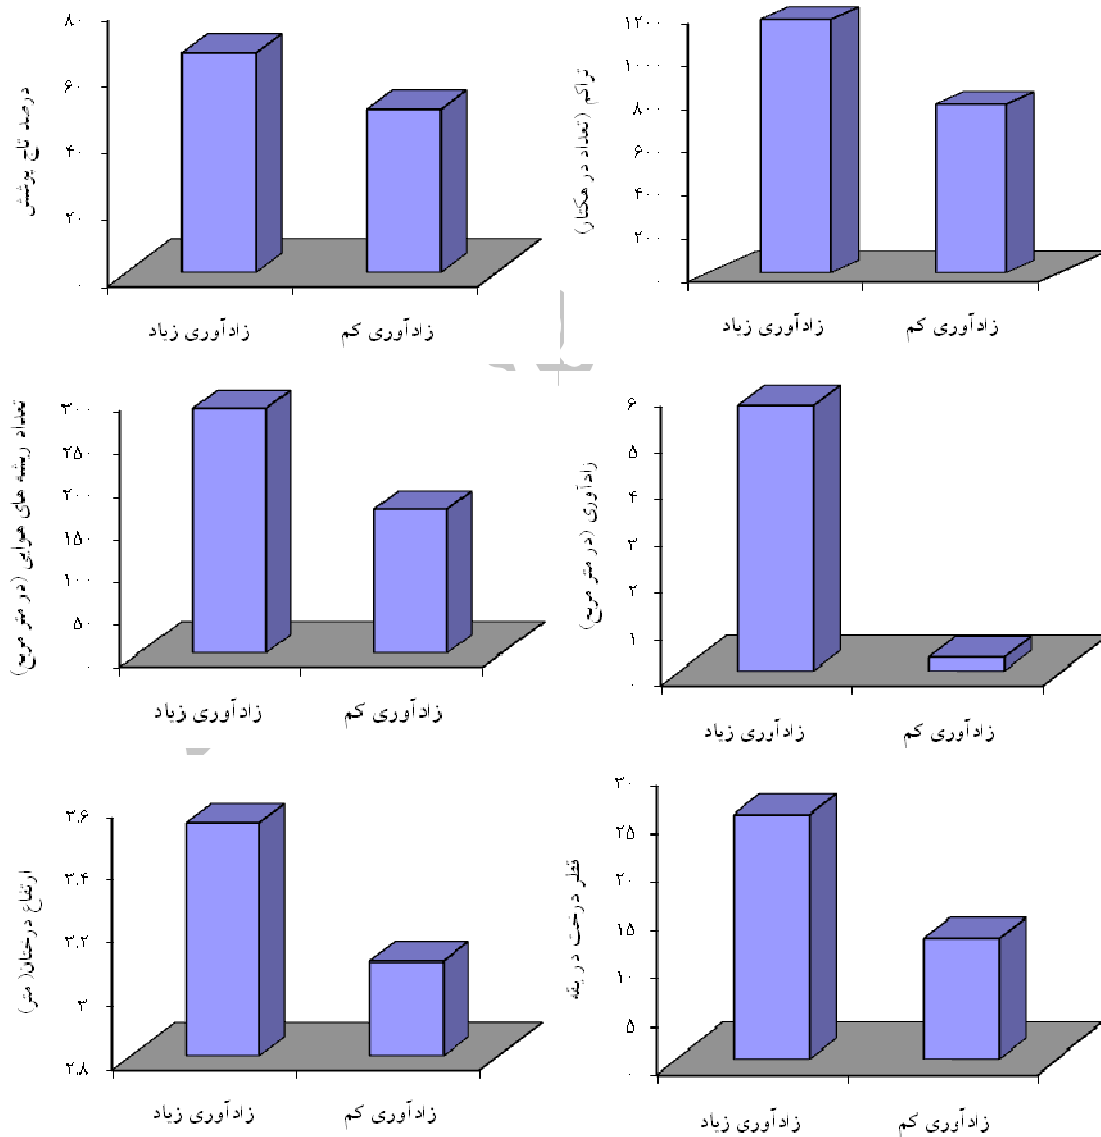 درصد تاج پوشش
۸۰
۶۰
۴۰
۲۰
۰
زادآوری زیاد
زادآوری کم
تراکم (تعداد در هکتار)
۱۲۰۰
۱۰۰۰
۸۰۰
۶۰۰
۴۰۰
۲۰۰
۰
زادآوری زیاد
زادآوری کم
تعداد ریشه های هوایی (در متر مربع)
۳۰۰
۲۵۰
۲۰۰
۱۵۰
۱۰۰
۵۰
۰
زادآوری زیاد
زادآوری کم
زادآوری (در متر مربع)
۶
۵
۴
۳
۲
۱
۰
زادآوری زیاد
زادآوری کم
ارتفاع درختان( متر)
۳.۶
۳.۴
۳.۲
۳
۲.۸
زادآوری زیاد
زادآوری کم
قطر درخت در یقه
۳۰
۲۵
۲۰
۱۵
۱۰
۵
۰
زادآوری زیاد
زادآوری کم